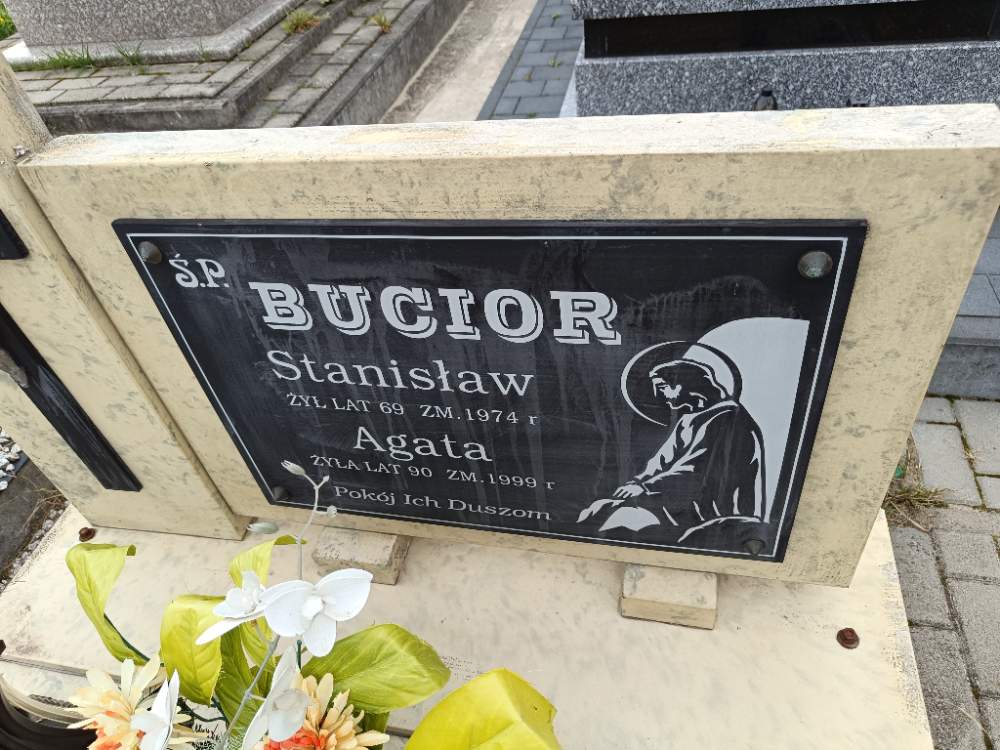 Ś.P.
BUCIOR
Stanisław
ŻYŁ LAT 69 ZM. 1974 r
Agata
ŻYŁA LAT 90 ZM. 1999 r
Pokój Ich Duszom